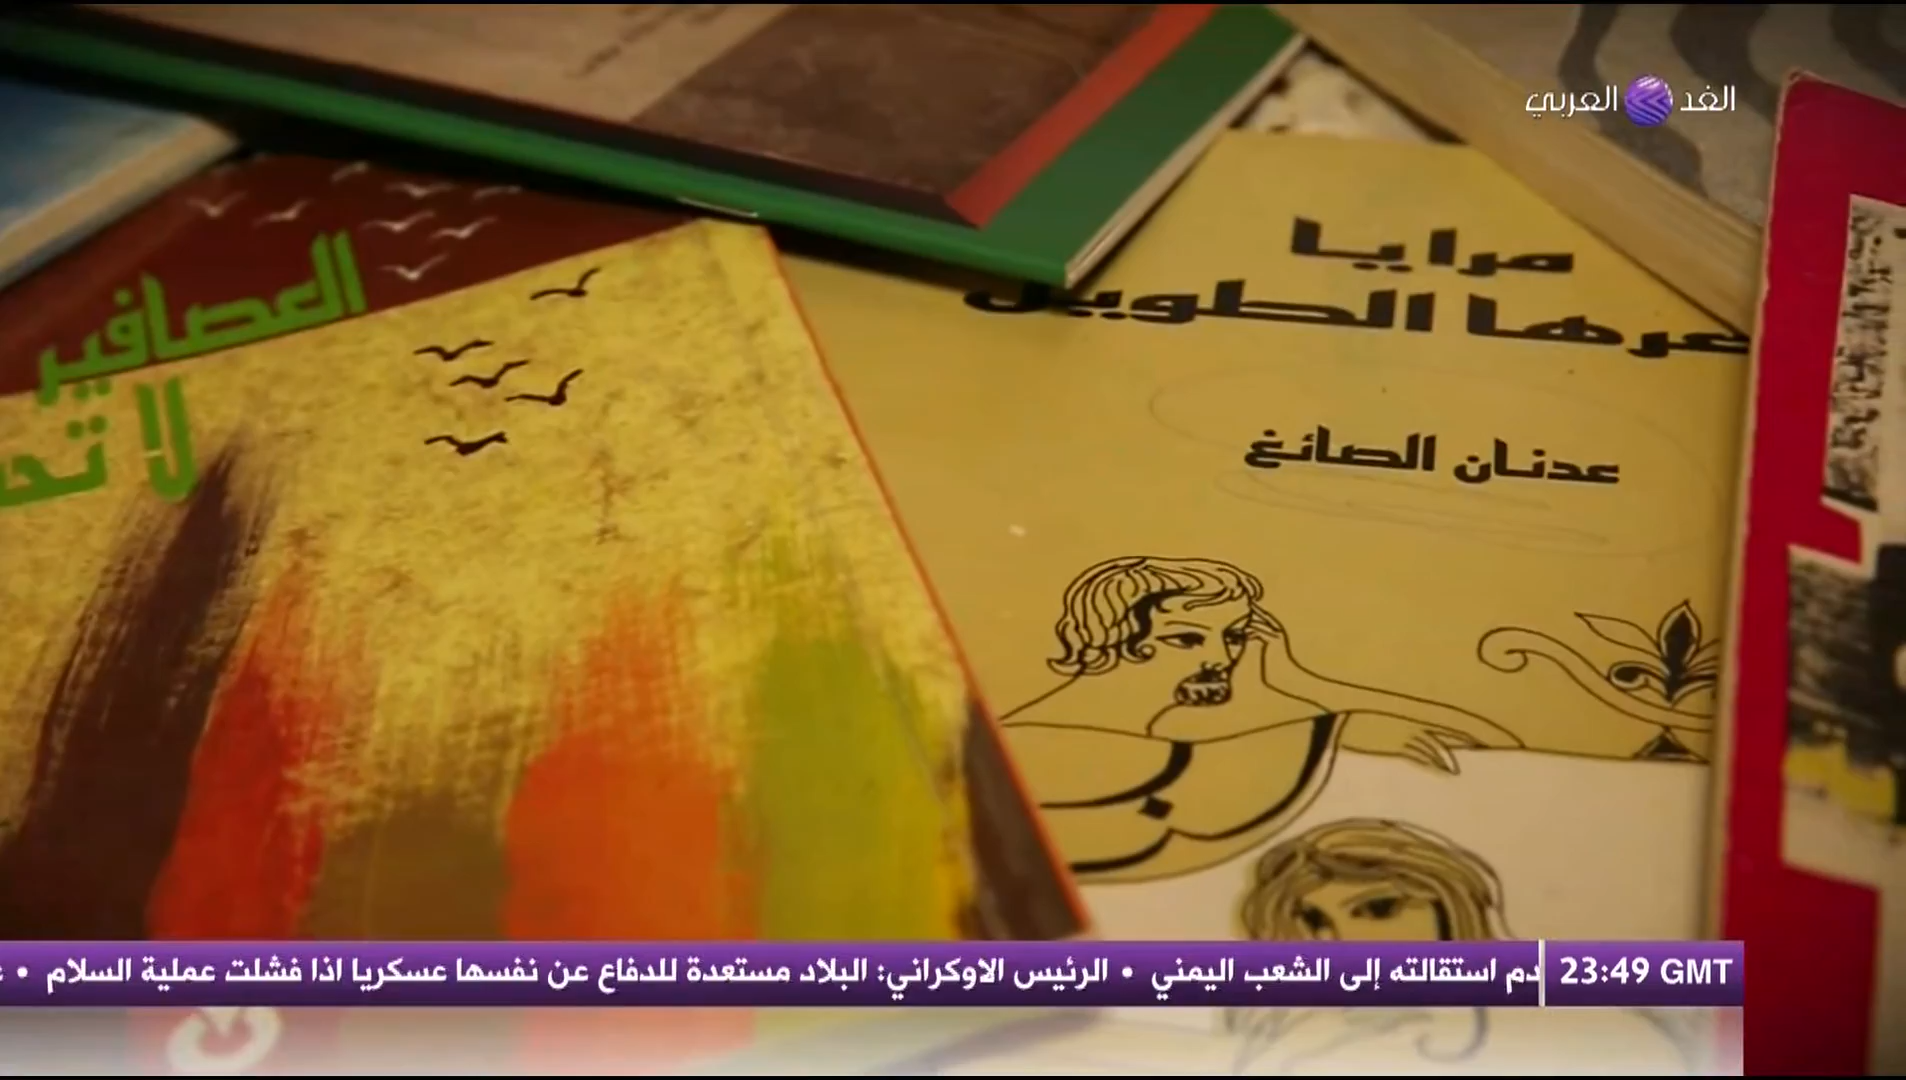 الغد العربي
مرايا
عرها الطويل
عدنان الصائغ
العصافير
لا تح
دم استقالته إلى الشعب اليمني • الرئيس الاوكراني: البلاد مستعدة للدفاع عن نفسها عسكريا اذا فشلت عملية السلام •
23:49 GMT